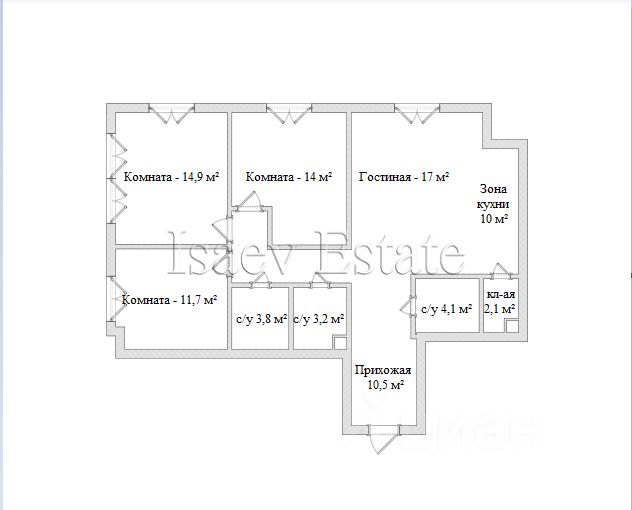 Комната - 14,9 м²
Комната - 14 м²
Гостиная - 17 м²
Зона
кухни
10 м²
Isaev Estate
Комната - 11,7 м²
с/у 3,8 м²
с/у 3,2 м²
с/у 4,1 м²
кл-ая
2,1 м²
Прихожая
10,5 м²
циан